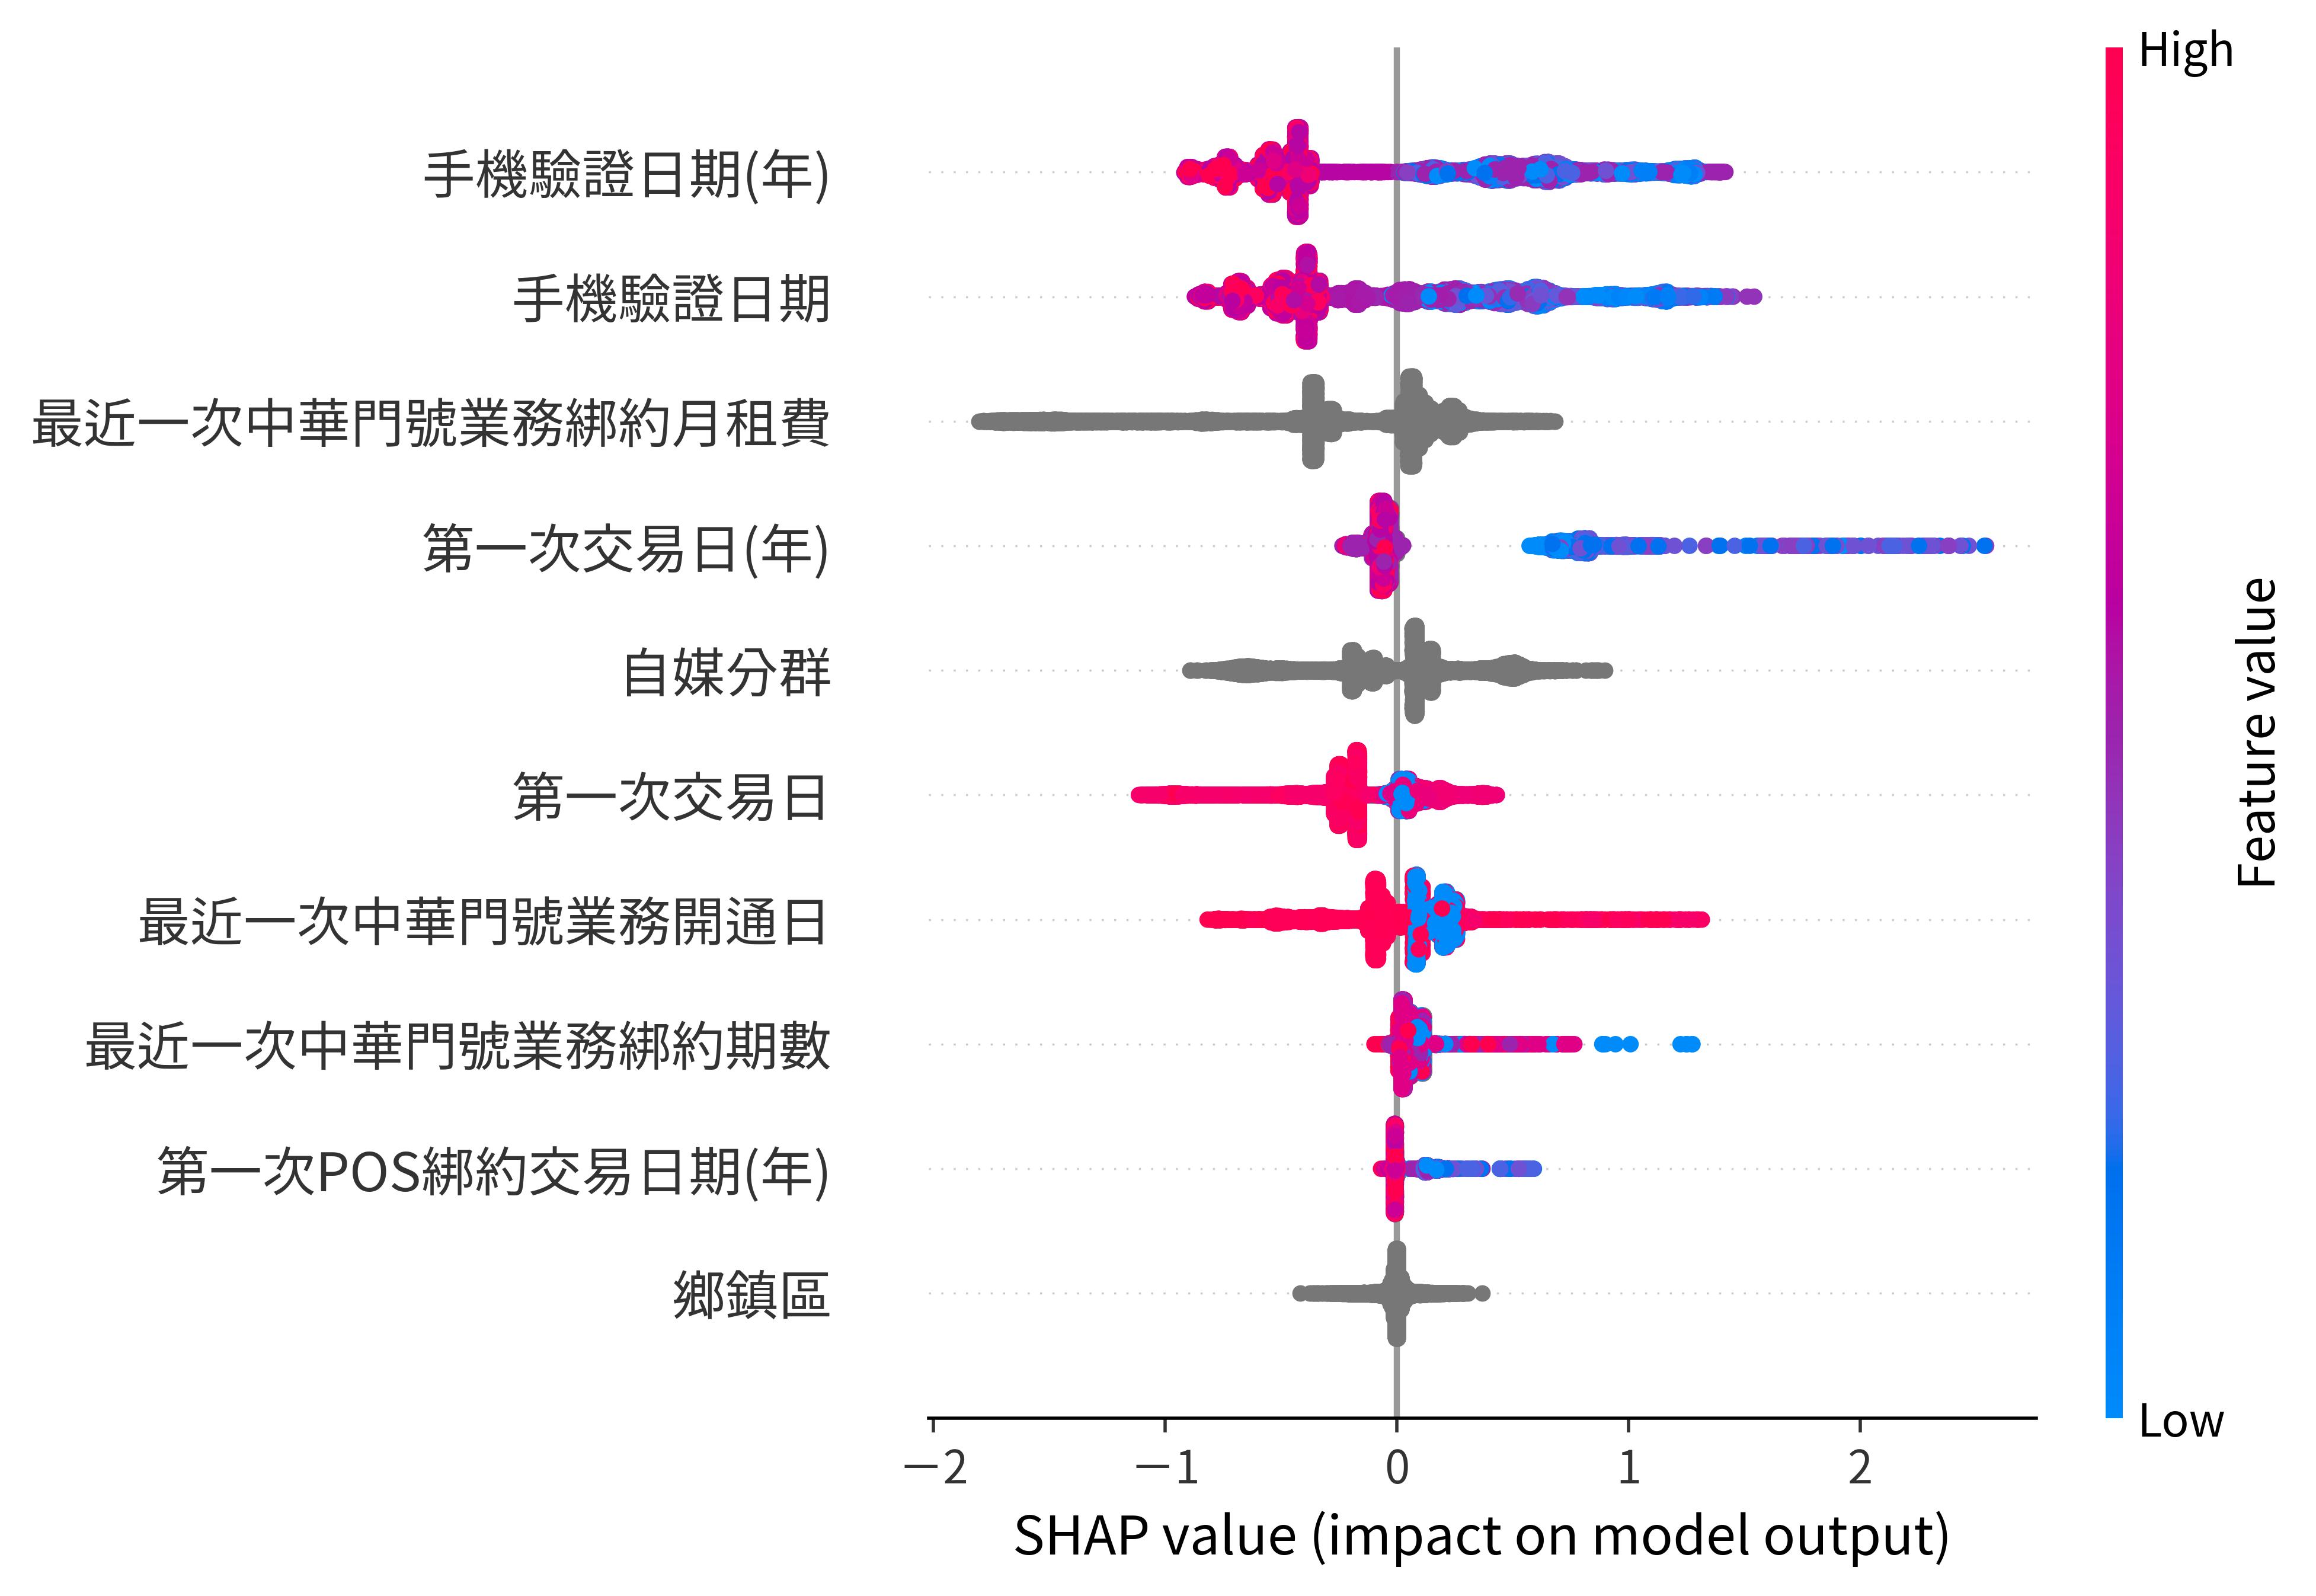 High
手機驗證日期(年)
手機驗證日期
最近一次中華門號業務綁約月租費
第一次交易日(年)
自媒分群
第一次交易日
最近一次中華門號業務開通日
最近一次中華門號業務綁約期數
第一次POS綁約交易日期(年)
鄉鎮區
Feature value
Low
−2 −1 0 1 2
SHAP value (impact on model output)